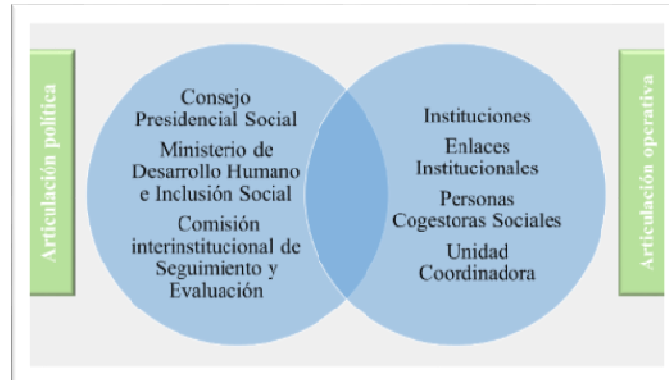 Articulación política
Consejo
Presidencial Social
Ministerio de
Desarrollo Humano
e Inclusión Social
Comisión
interinstitucional de
Seguimiento y
Evaluación
Instituciones
Enlaces
Institucionales
Personas
Cogestoras Sociales
Unidad
Coordinadora
Articulación operativa